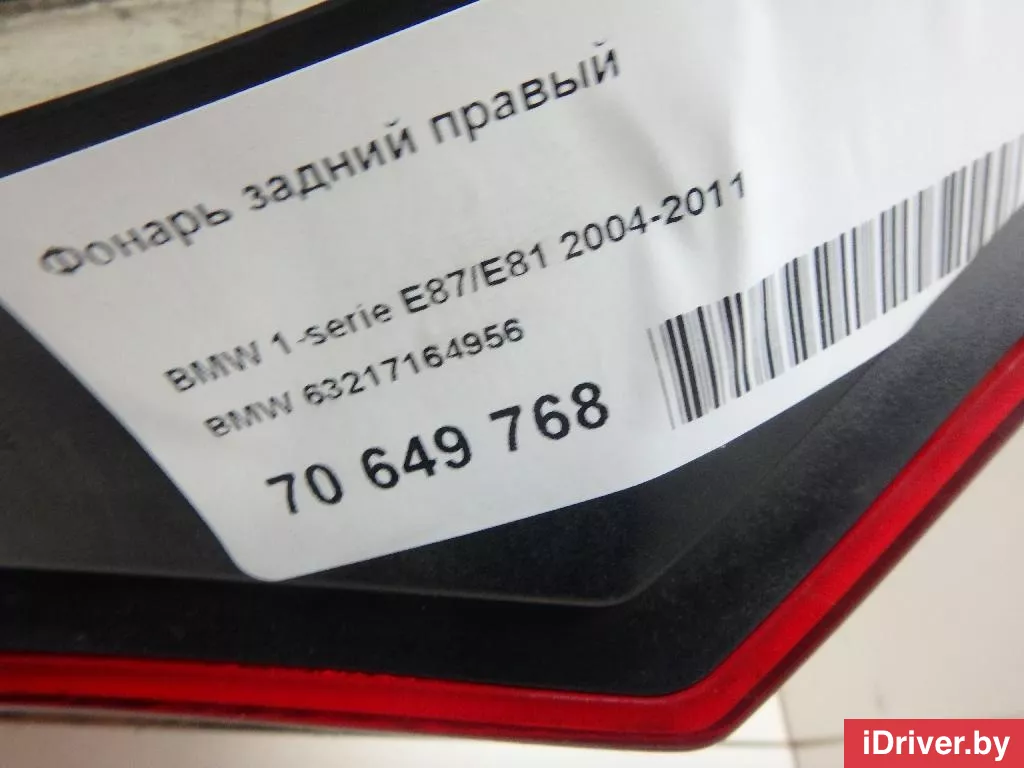 Фонарь задний правый
BMW 1-serie E87/E81 2004-2011
BMW 63217164956
70 649 768
iDriver.by